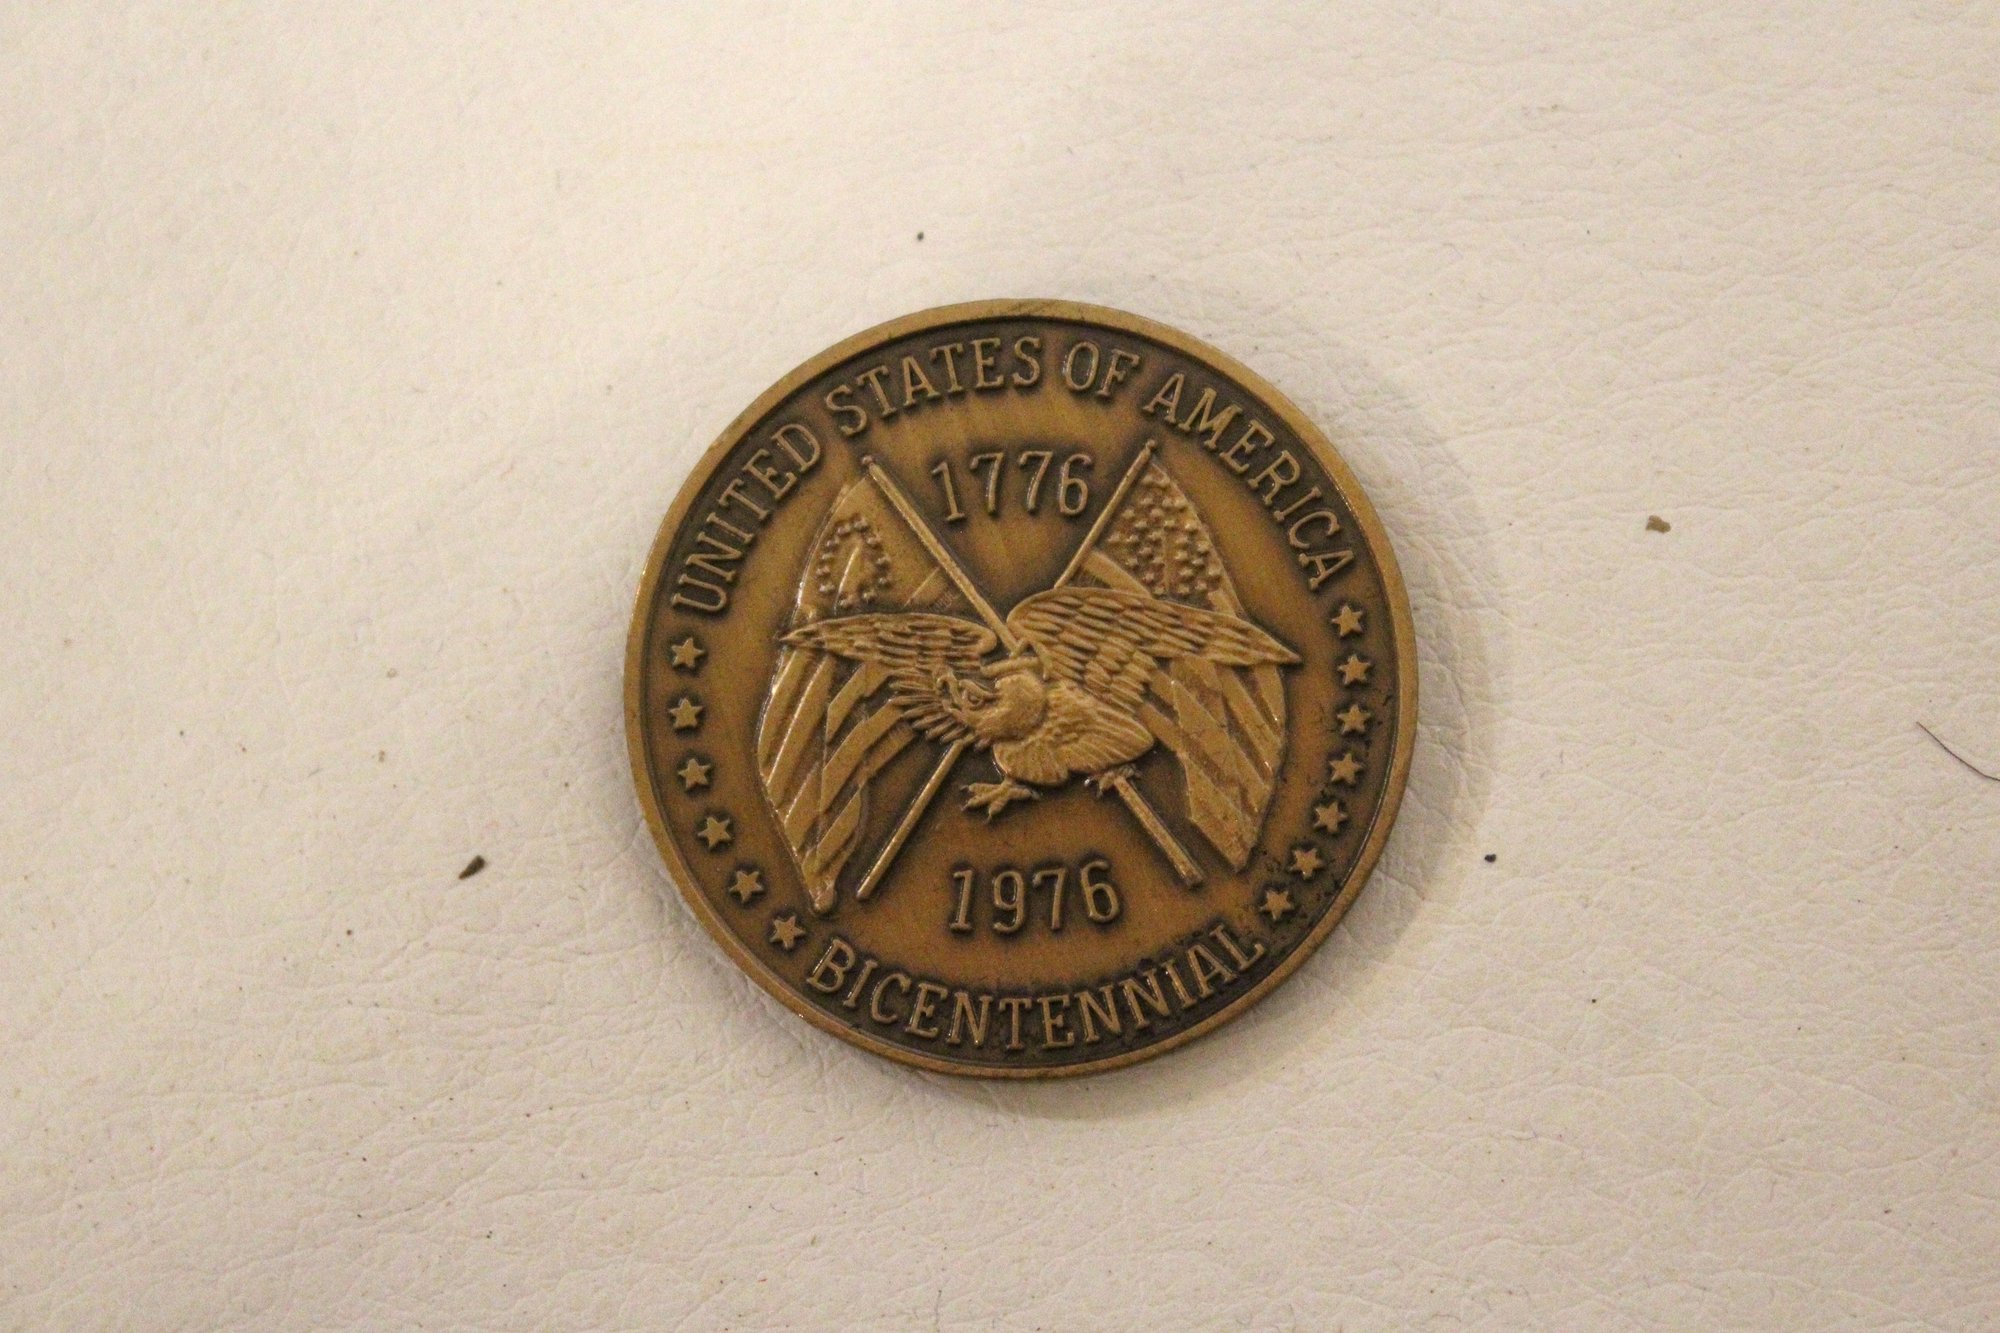 UNITED STATES OF AMERICA
1776
1976
BICENTENNIAL